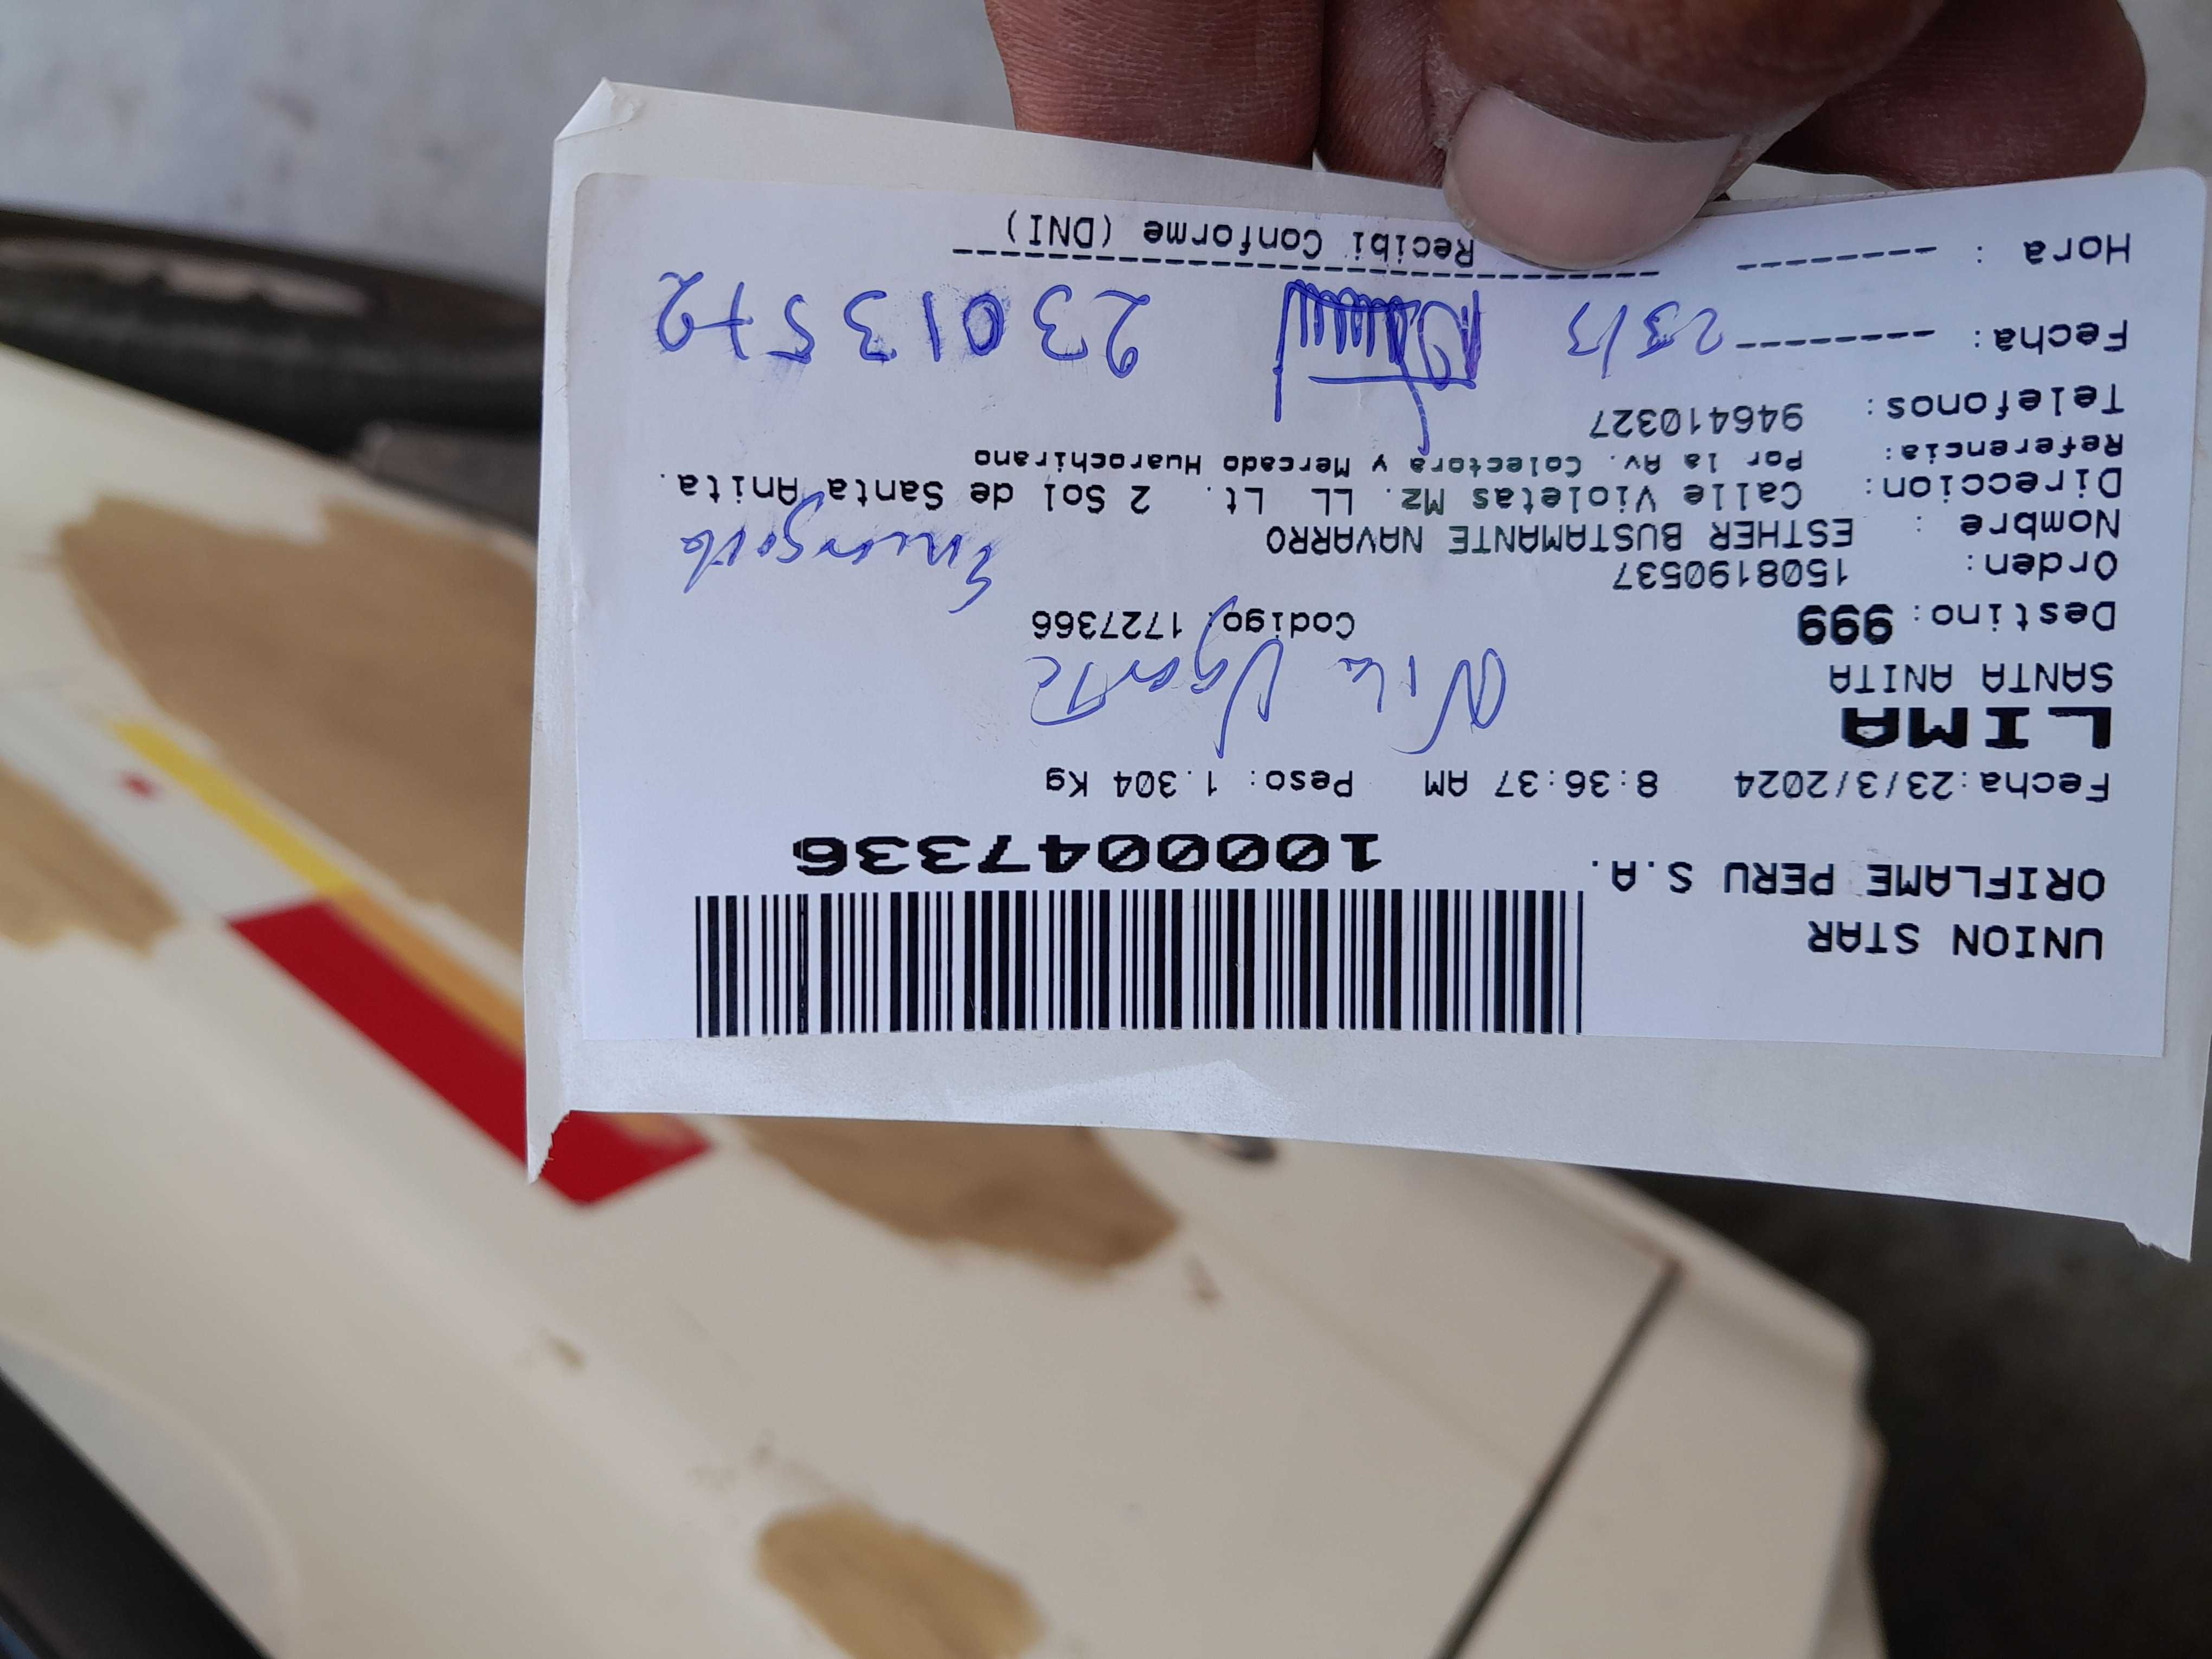 UNION STAR
ORIFLAME PERU S.A.
1000047336
Fecha:23/3/2024 8:36:37 AM Peso: 1.304 Kg
LIMA
SANTA ANITA
Nila Ugarte
Destino: 999 Codigo: 1727366
Orden: 1508190537
Nombre : ESTHER BUSTAMANTE NAVARRO
Direccion: Calle Violetas Mz. LL Lt. 2 Sol de Santa Anita.
Referencia: Por la Av. Colectora y Mercado Huarochirano
Telefonos: 946410327
Fecha: -------- 23/3 23013572
Hora : --------
Recibi Conforme (DNI)